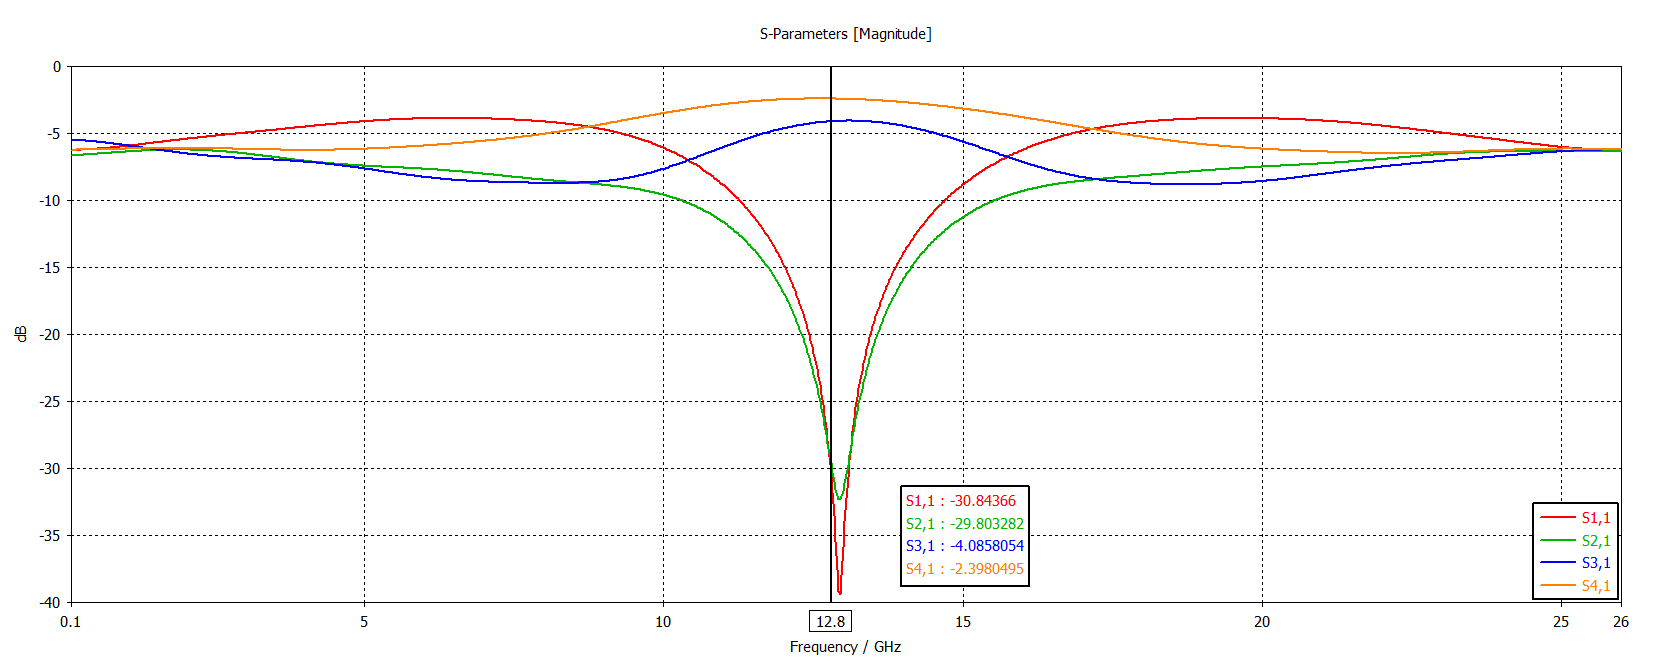 S-Parameters [Magnitude]
0
-5
-10
-15
-20
-25
-30
-35
-40
dB
S1,1 : -30.84366
S2,1 : -29.803282
S3,1 : -4.0858054
S4,1 : -2.3980495
S1,1
S2,1
S3,1
S4,1
0.1 5 10 12.8 15 20 25 26
Frequency / GHz